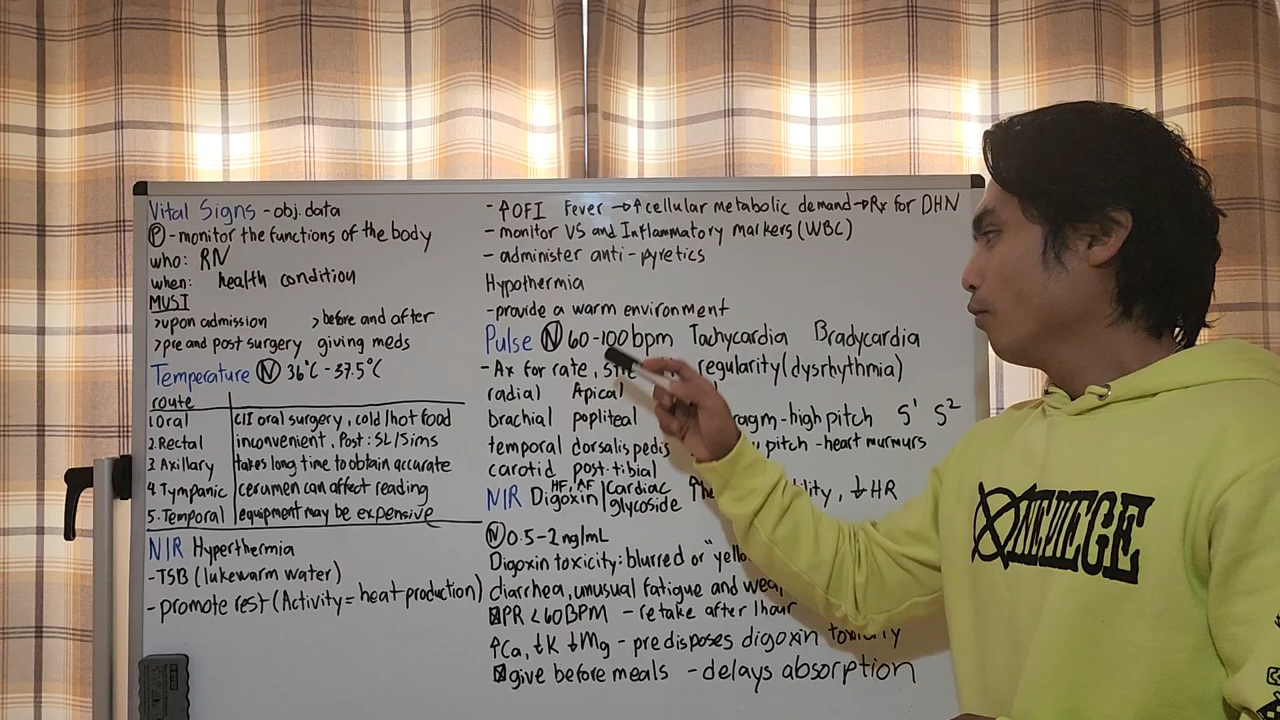 Vital Signs - obj. data
Ⓟ - monitor the functions of the body
who: RN
when: health condition
MUST
>upon admission >before and after
>pre and post surgery giving meds
Temperature Ⓝ 36°C - 37.5°C
route
1.Oral CII oral surgery, cold/hot food
2.Rectal inconvenient, Post: SL/Sims
3.Axillary takes long time to obtain accurate
4.Tympanic cerumen can affect reading
5.Temporal equipment may be expensive
NIR Hyperthermia
-TSB (lukewarm water)
- promote rest (Activity = heat production)
- ↑OFI Fever →↑cellular metabolic demand→Rx for DHN
- monitor VS and Inflammatory markers (WBC)
- administer anti-pyretics
Hypothermia
-provide a warm environment
Pulse Ⓝ 60-100bpm Tachycardia Bradycardia
-Ax for rate, regularity (dysrhythmia)
radial Apical
brachial popliteal -high pitch S¹ S²
temporal dorsalis pedis pitch -heart murmurs
carotid post-tibial
NIR Digoxin HF, AF | Cardiac glycoside ↓HR
Ⓝ 0.5-2 ng/mL
Digoxin toxicity: blurred or
diarrhea, unusual fatigue and
☒PR <60BPM - retake after 1hour
↑Ca, ↓K ↓Mg - predisposes digoxin toxicity
☒give before meals - delays absorption